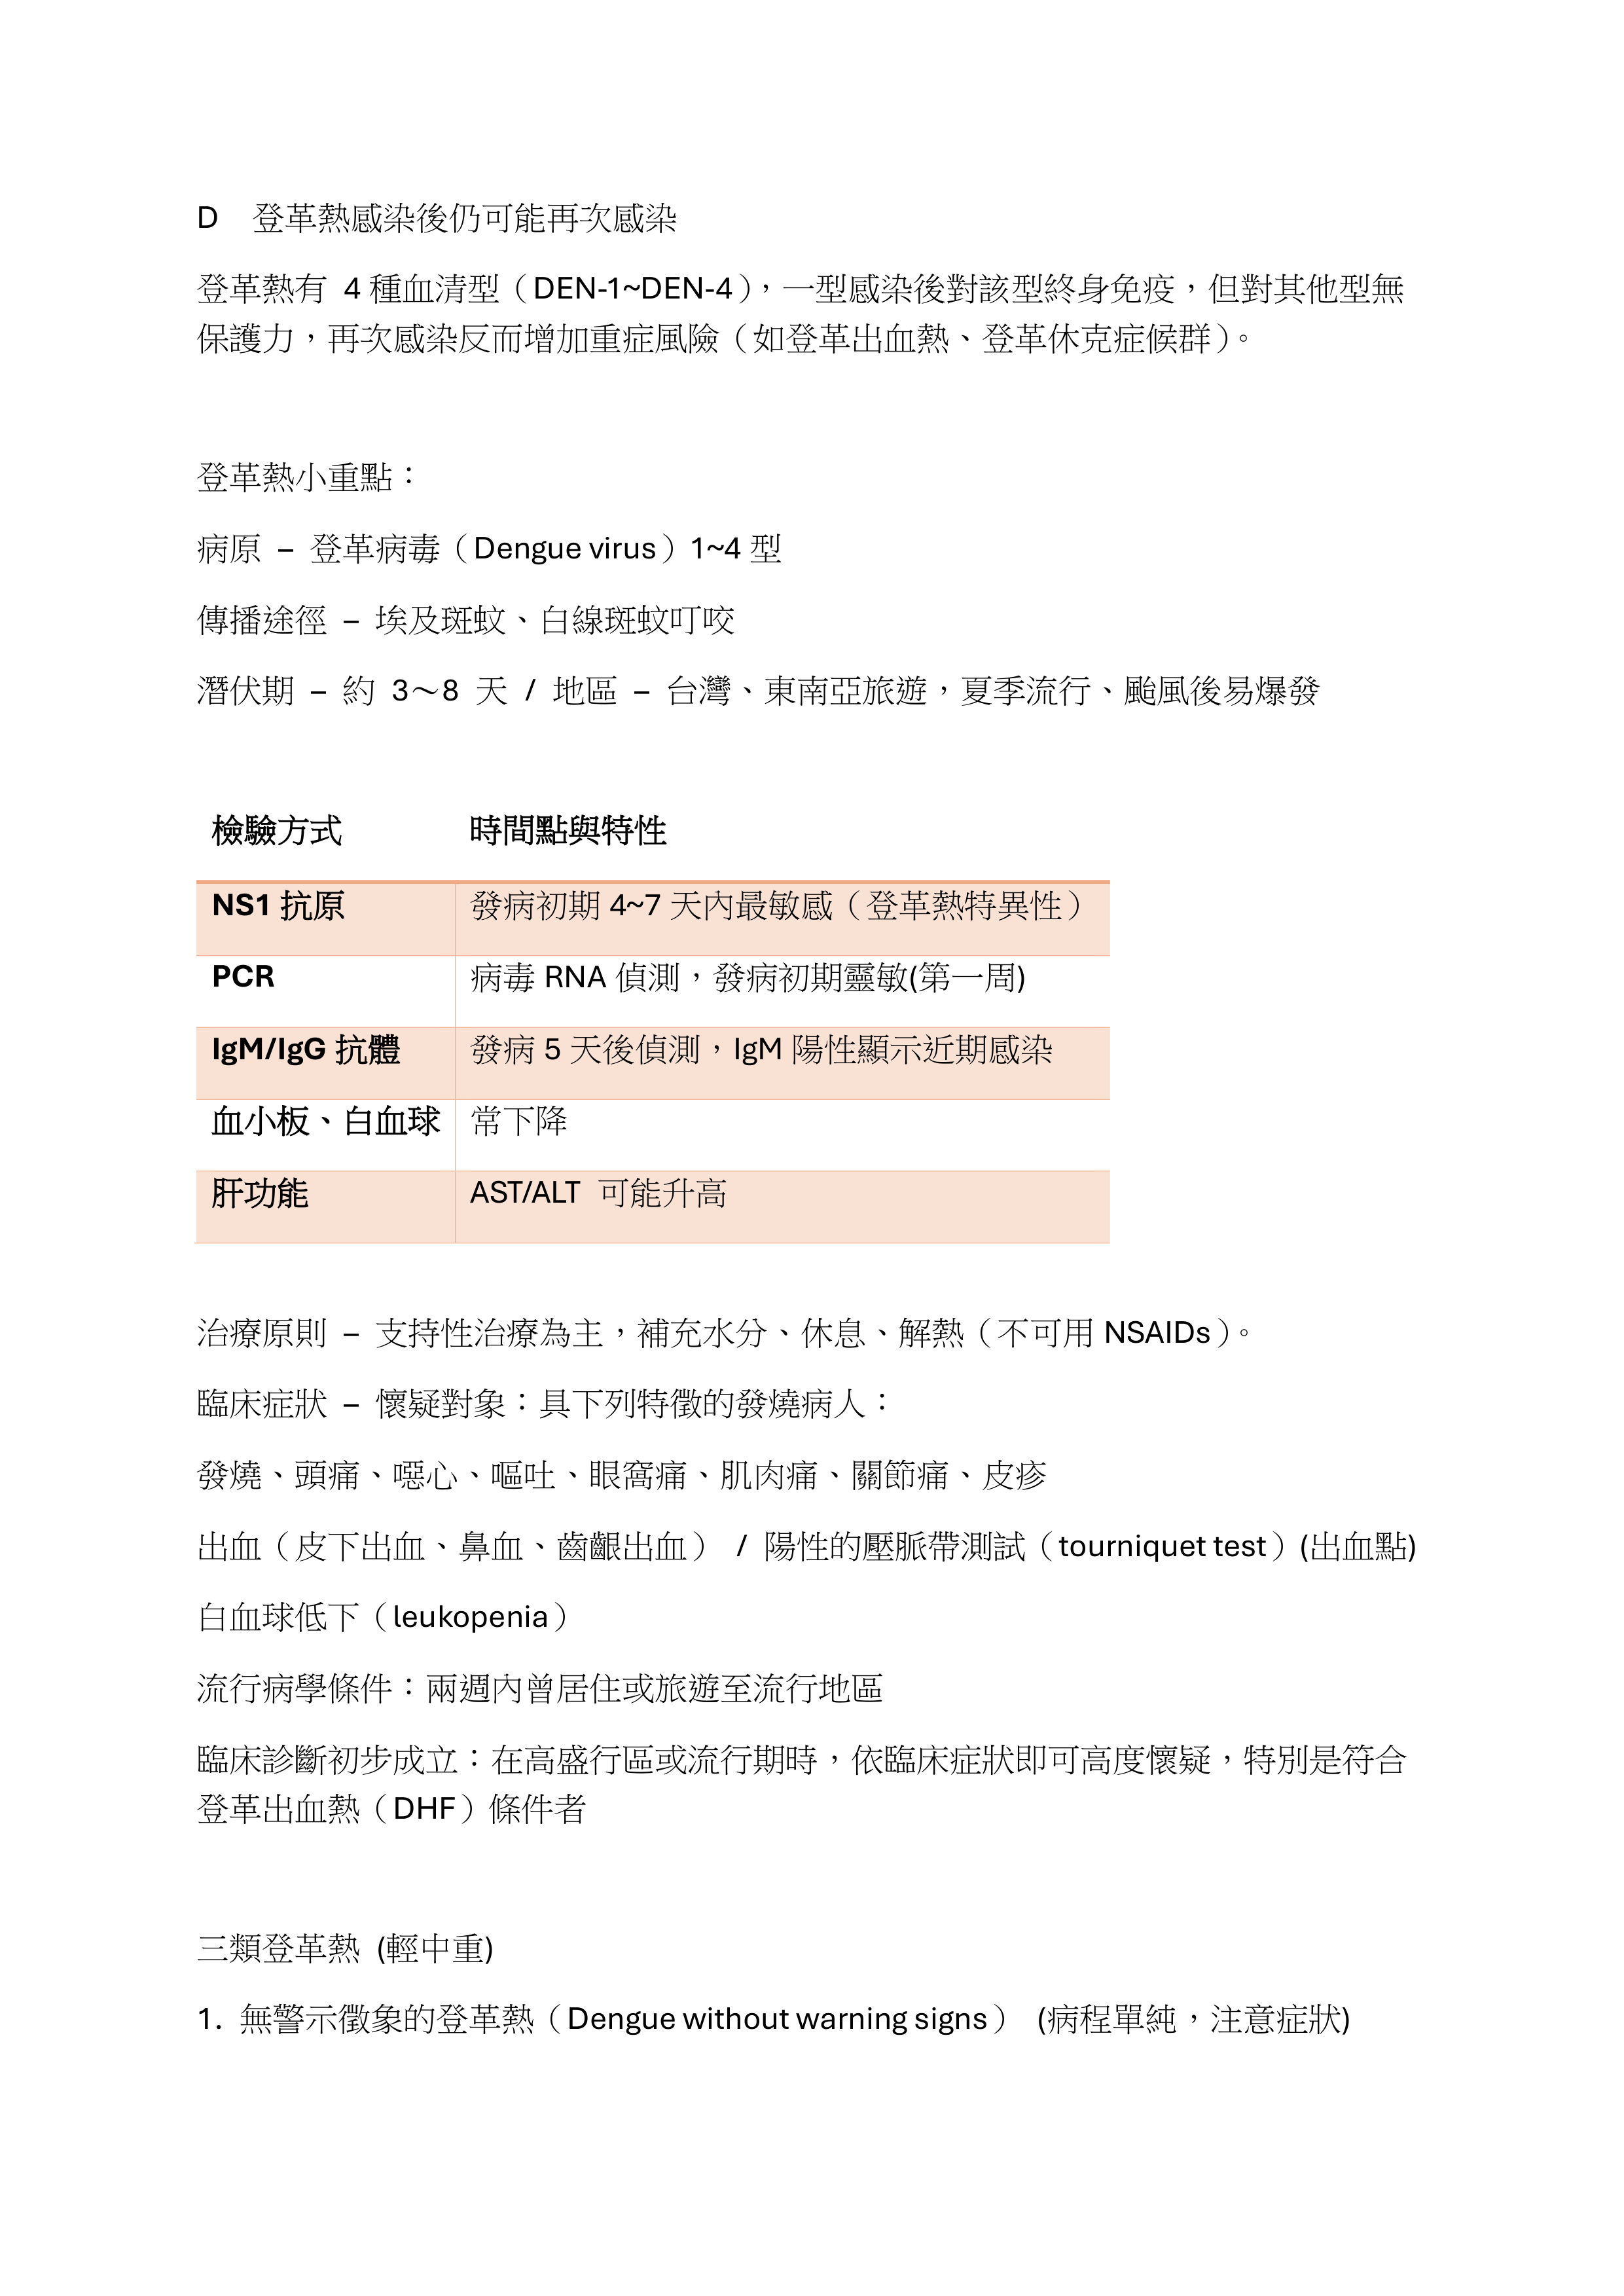 D 登革熱感染後仍可能再次感染
登革熱有 4 種血清型（DEN-1~DEN-4），一型感染後對該型終身免疫，但對其他型無
保護力，再次感染反而增加重症風險（如登革出血熱、登革休克症候群）。
登革熱小重點：
病原 – 登革病毒（Dengue virus）1~4 型
傳播途徑 – 埃及斑蚊、白線斑蚊叮咬
潛伏期 – 約 3～8 天 / 地區 – 台灣、東南亞旅遊，夏季流行、颱風後易爆發
檢驗方式 時間點與特性
NS1 抗原 發病初期 4~7 天內最敏感（登革熱特異性）
PCR 病毒 RNA 偵測，發病初期靈敏(第一周)
IgM/IgG 抗體 發病 5 天後偵測，IgM 陽性顯示近期感染
血小板、白血球 常下降
肝功能 AST/ALT 可能升高
治療原則 – 支持性治療為主，補充水分、休息、解熱（不可用 NSAIDs）。
臨床症狀 – 懷疑對象：具下列特徵的發燒病人：
發燒、頭痛、噁心、嘔吐、眼窩痛、肌肉痛、關節痛、皮疹
出血（皮下出血、鼻血、齒齦出血） / 陽性的壓脈帶測試（tourniquet test）(出血點)
白血球低下（leukopenia）
流行病學條件：兩週內曾居住或旅遊至流行地區
臨床診斷初步成立：在高盛行區或流行期時，依臨床症狀即可高度懷疑，特別是符合
登革出血熱（DHF）條件者
三類登革熱 (輕中重)
1. 無警示徵象的登革熱（Dengue without warning signs） (病程單純，注意症狀)